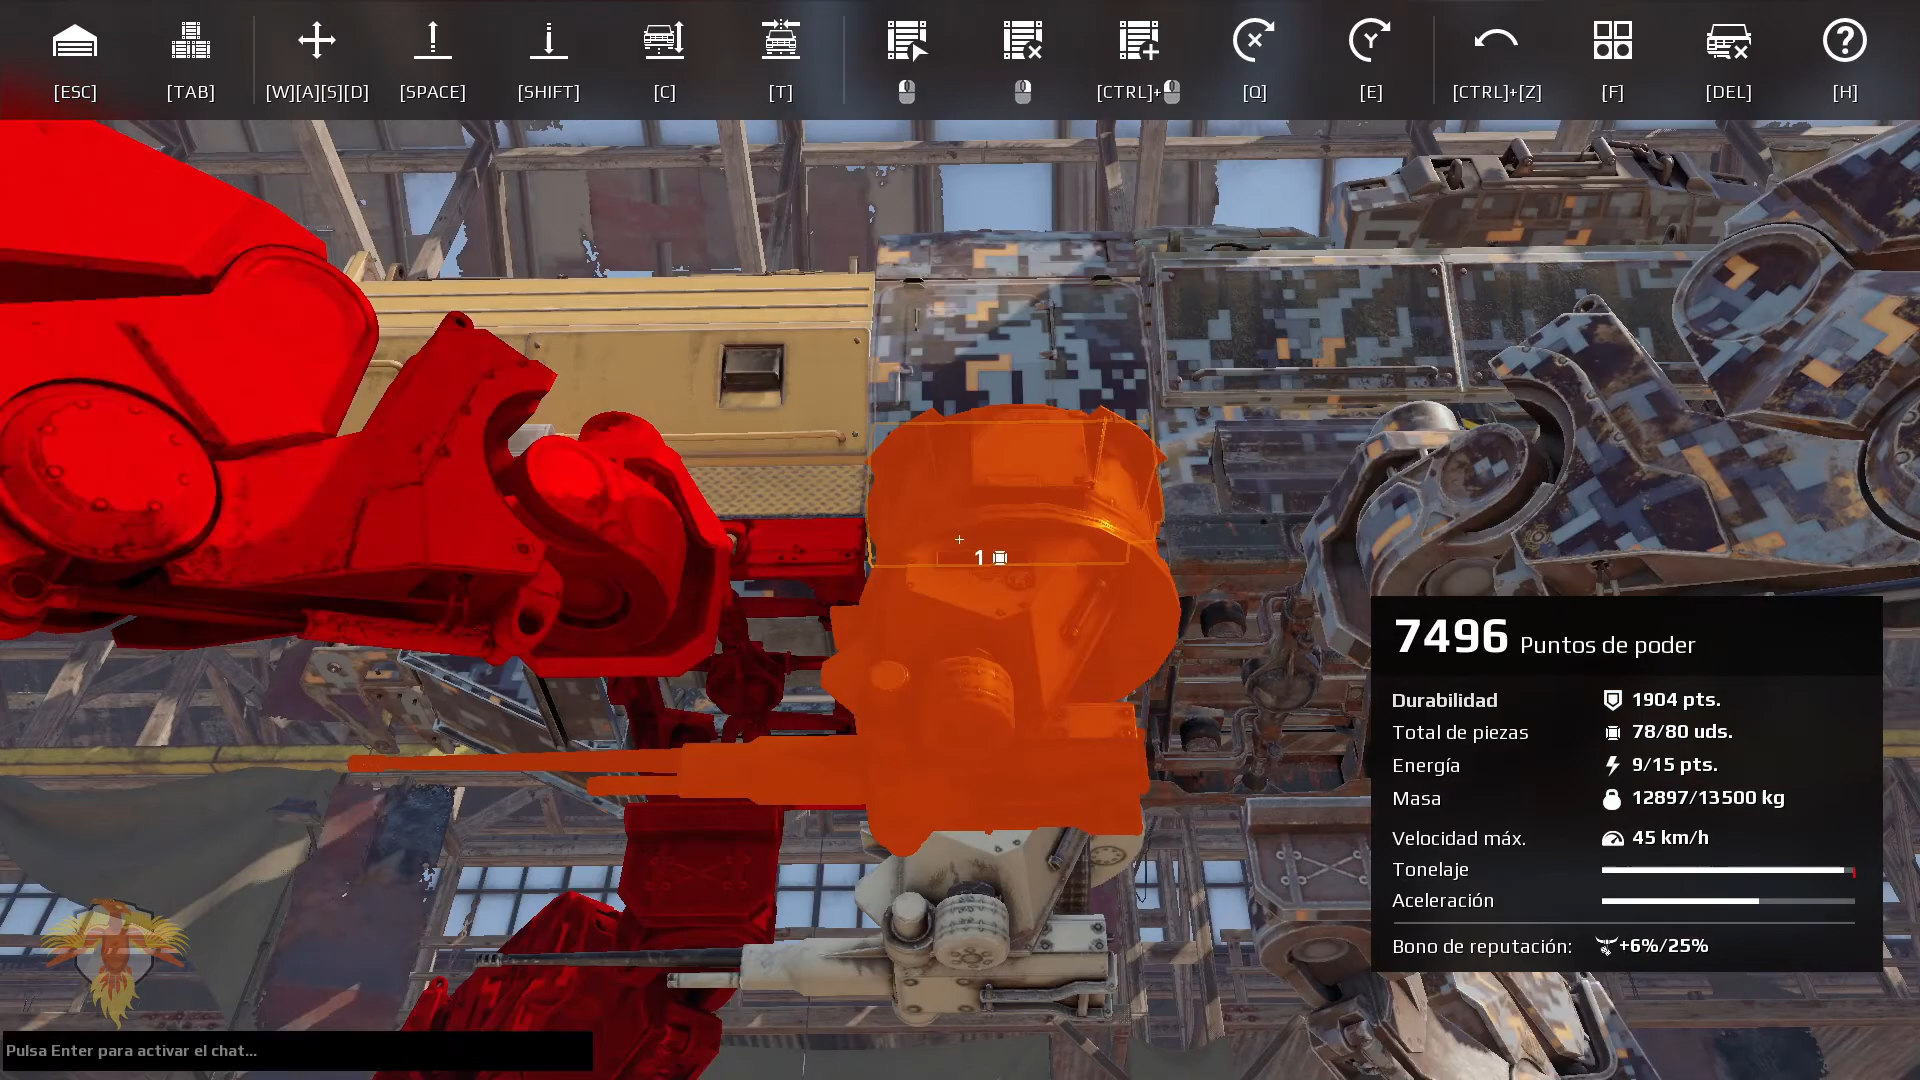 [ESC]
[TAB]
[W][A][S][D]
[SPACE]
[SHIFT]
[C]
[T]
[CTRL]+
X
[Q]
Y
[E]
[CTRL]+[Z]
[F]
[DEL]
?
[H]
1
7496 Puntos de poder
Durabilidad 1904 pts.
Total de piezas 78/80 uds.
Energía 9/15 pts.
Masa 12897/13500 kg
Velocidad máx. 45 km/h
Tonelaje
Aceleración
Bono de reputación: +6%/25%
Pulsa Enter para activar el chat...